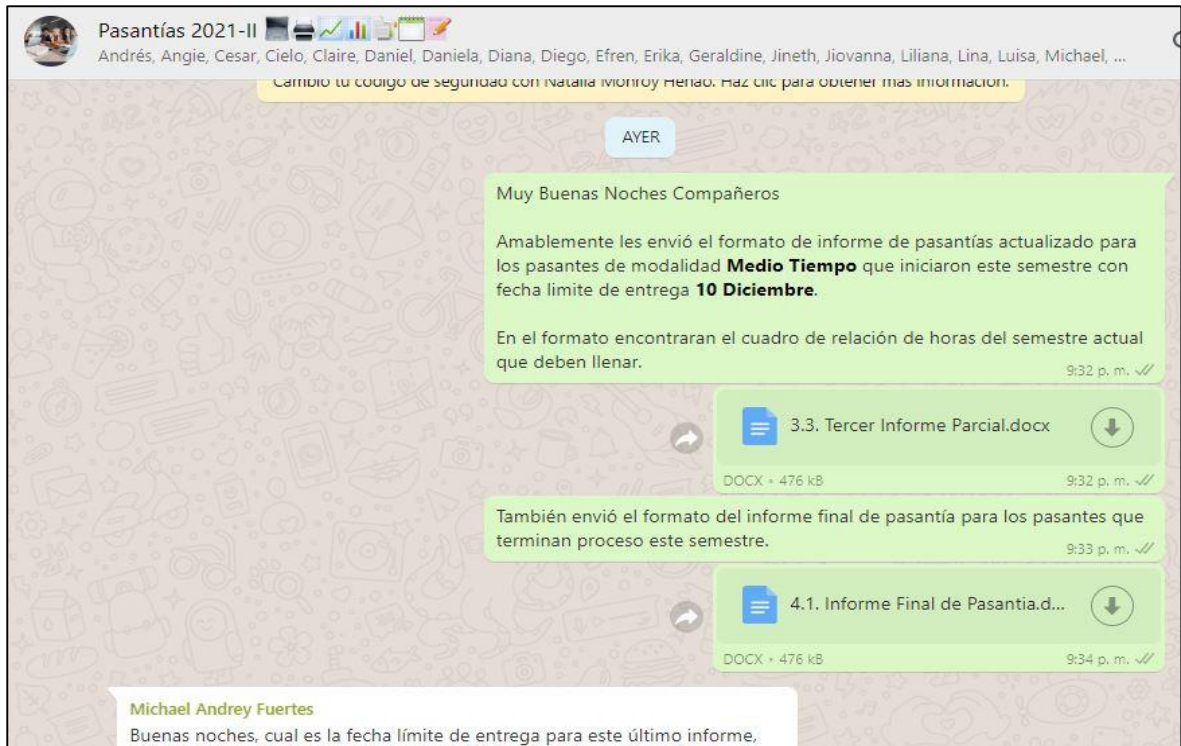 Pasantías 2021-II
Andrés, Angie, Cesar, Cielo, Claire, Daniel, Daniela, Diana, Diego, Efren, Erika, Geraldine, Jineth, Jiovanna, Liliana, Lina, Luisa, Michael, ...
Cambió tu código de seguridad con Natalia Monroy Henao. Haz clic para obtener más información.
AYER
Muy Buenas Noches Compañeros
Amablemente les envió el formato de informe de pasantías actualizado para
los pasantes de modalidad Medio Tiempo que iniciaron este semestre con
fecha limite de entrega 10 Diciembre.
En el formato encontraran el cuadro de relación de horas del semestre actual
que deben llenar.
9:32 p. m.
3.3. Tercer Informe Parcial.docx
DOCX • 476 kB 9:32 p. m.
También envió el formato del informe final de pasantía para los pasantes que
terminan proceso este semestre.
9:33 p. m.
4.1. Informe Final de Pasantia.d...
DOCX • 476 kB 9:34 p. m.
Michael Andrey Fuertes
Buenas noches, cual es la fecha límite de entrega para este último informe,